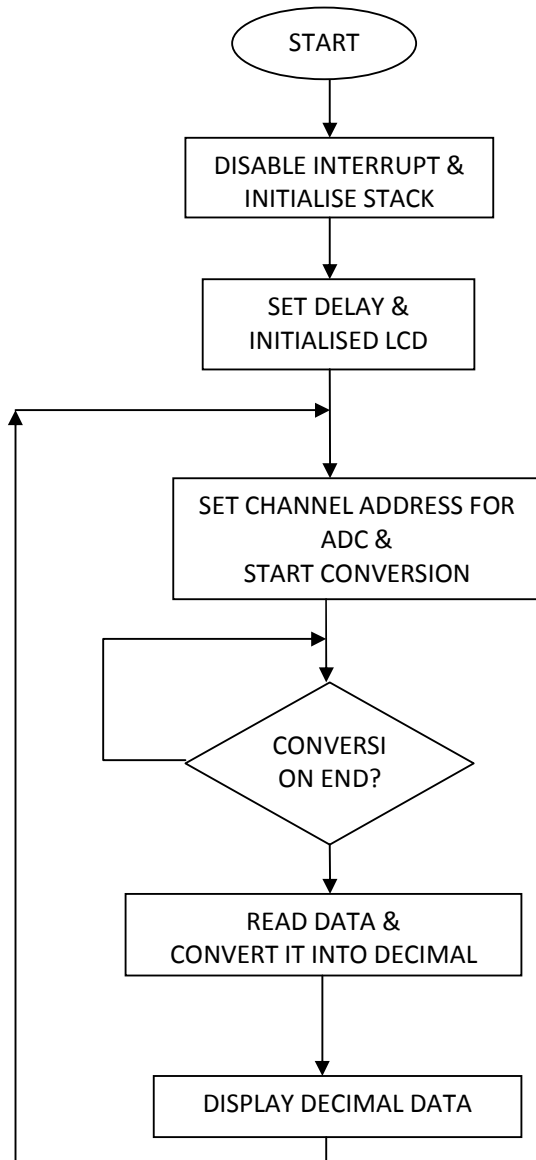 START
DISABLE INTERRUPT &
INITIALISE STACK
SET DELAY &
INITIALISED LCD
SET CHANNEL ADDRESS FOR
ADC &
START CONVERSION
CONVERSI
ON END?
READ DATA &
CONVERT IT INTO DECIMAL
DISPLAY DECIMAL DATA